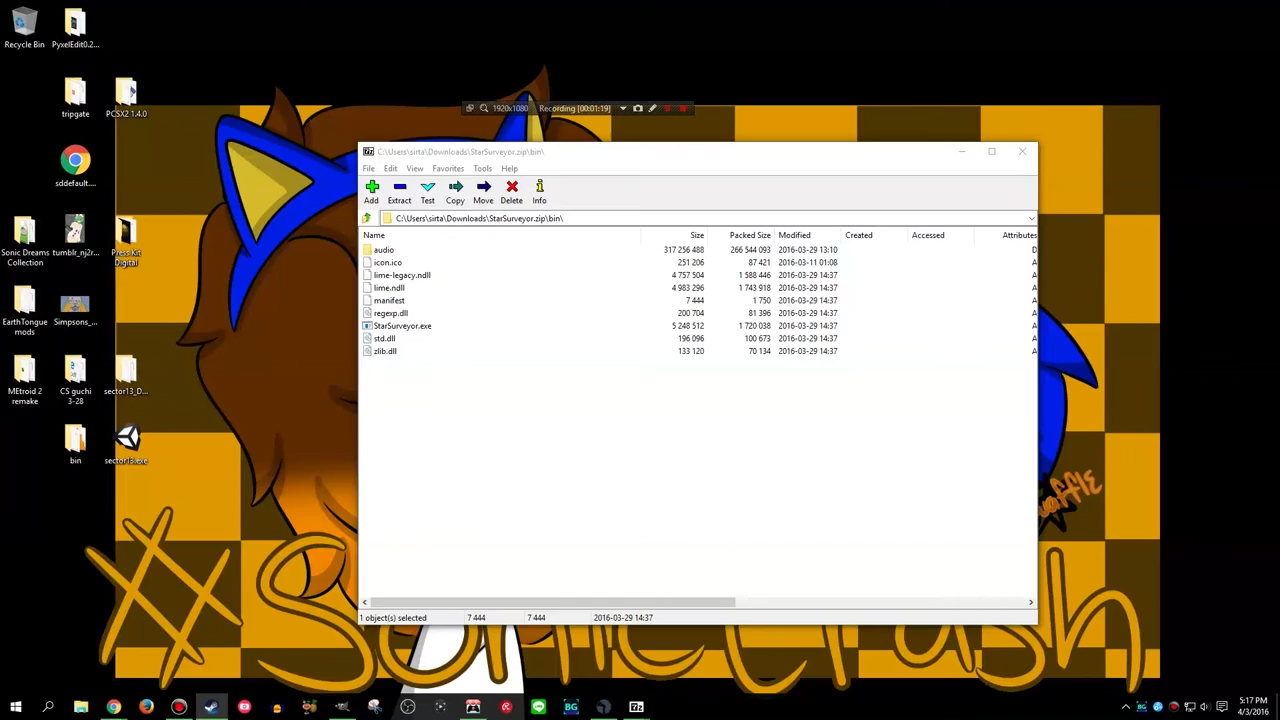 Recycle Bin
PyxelEdit0.2...
tripgate
PCSX2 1.4.0
sddefault....
Sonic Dreams Collection
tumblr_nj2r...
Press Kit Digital
EarthTongue mods
Simpsons_...
MEtroid 2 remake
CS guchi 3-28
sector13_D...
bin
sector13.exe
1920x1080 Recording [00:01:19]
7z C:\Users\sirta\Downloads\StarSurveyor.zip\bin\
File Edit View Favorites Tools Help
Add Extract Test Copy Move Delete Info
C:\Users\sirta\Downloads\StarSurveyor.zip\bin\
Name Size Packed Size Modified Created Accessed Attributes
audio 317 256 488 266 544 093 2016-03-29 13:10 D
icon.ico 251 206 87 421 2016-03-11 01:08 A
lime-legacy.ndll 4 757 504 1 588 446 2016-03-29 14:37 A
lime.ndll 4 983 296 1 743 918 2016-03-29 14:37 A
manifest 7 444 1 750 2016-03-29 14:37 A
regexp.dll 200 704 81 396 2016-03-29 14:37 A
StarSurveyor.exe 5 248 512 1 720 038 2016-03-29 14:37 A
std.dll 196 096 100 673 2016-03-29 14:37 A
zlib.dll 133 120 70 134 2016-03-29 14:37 A
1 object(s) selected 7 444 7 444 2016-03-29 14:37
waffle
#SonicCrush
BG 7z BG
5:17 PM
4/3/2016